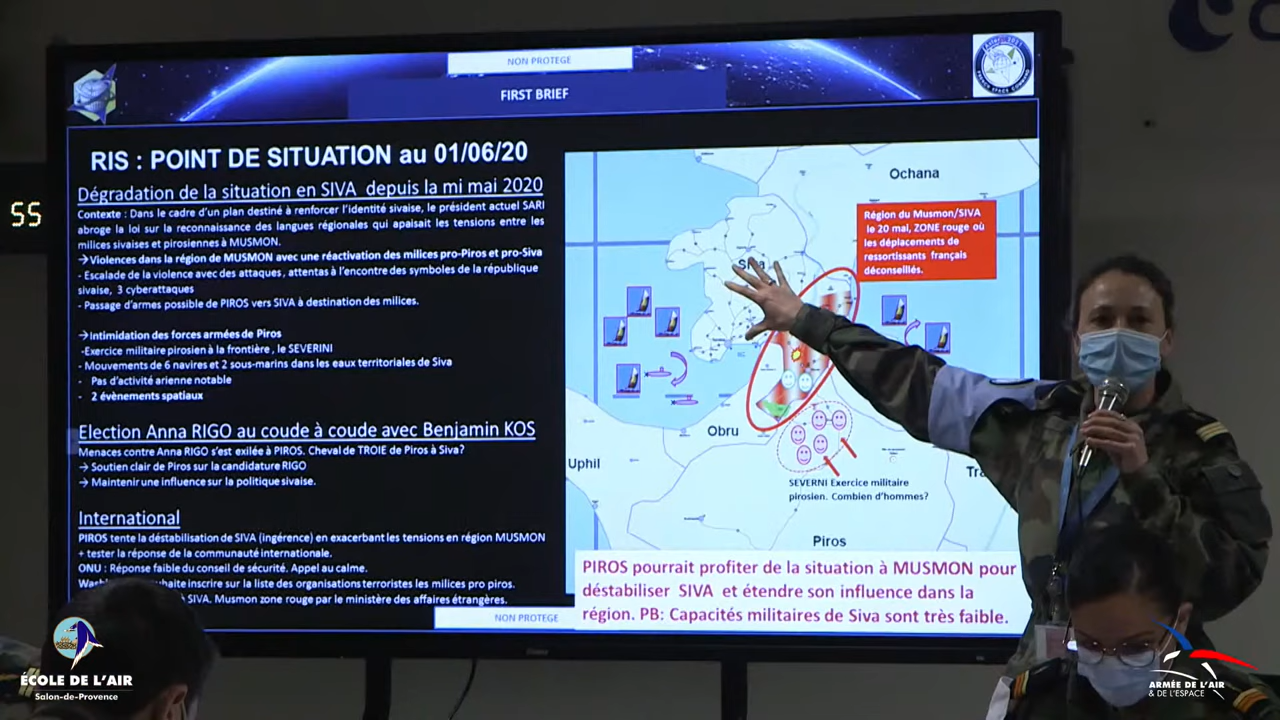 55
NON PROTEGE
FIRST BRIEF
RIS : POINT DE SITUATION au 01/06/20
Dégradation de la situation en SIVA depuis la mi mai 2020
Contexte : Dans le cadre d'un plan destiné à renforcer l'identité sivaise, le président actuel SARI
abroge la loi sur la reconnaissance des langues régionales qui apaisait les tensions entre les
milices sivaises et pirosiennes à MUSMON.
→Violences dans la région de MUSMON avec une réactivation des milices pro-Piros et pro-Siva
- Escalade de la violence avec des attaques, attentas à l'encontre des symboles de la république
sivaise, 3 cyberattaques
- Passage d'armes possible de PIROS vers SIVA à destination des milices.
→Intimidation des forces armées de Piros
-Exercice militaire pirosien à la frontière , le SEVERINI
- Mouvements de 6 navires et 2 sous-marins dans les eaux territoriales de Siva
- Pas d'activité arienne notable
- 2 évènements spatiaux
Election Anna RIGO au coude à coude avec Benjamin KOS
Menaces contre Anna RIGO s'est exilée à PIROS. Cheval de TROIE de Piros à Siva?
→ Soutien clair de Piros sur la candidature RIGO
→ Maintenir une influence sur la politique sivaise.
International
PIROS tente la déstabilisation de SIVA (ingérence) en exacerbant les tensions en région MUSMON
+ tester la réponse de la communauté internationale.
ONU : Réponse faible du conseil de sécurité. Appel au calme.
inscrire sur la liste des organisations terroristes les milices pro piros.
à SIVA. Musmon zone rouge par le ministère des affaires étrangères.
Ochana
Région du Musmon/SIVA
le 20 mai, ZONE rouge où
les déplacements de
ressortissants français
déconseillés.
Obru
Uphil
SEVERNI Exercice militaire
pirosien. Combien d'hommes?
Piros
PIROS pourrait profiter de la situation à MUSMON pour
déstabiliser SIVA et étendre son influence dans la
région. PB: Capacités militaires de Siva sont très faible.
NON PROTEGE
ÉCOLE DE L'AIR
Salon-de-Provence
ARMÉE DE L'AIR
& DE L'ESPACE